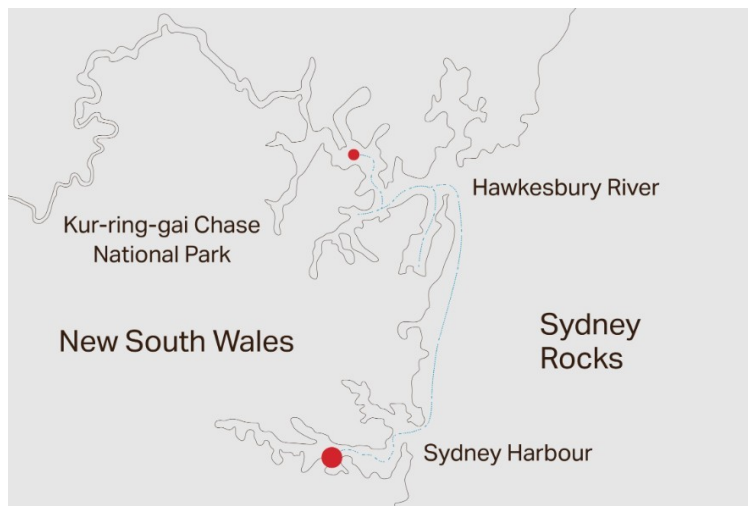 Hawkesbury River
Kur-ring-gai Chase
National Park
New South Wales
Sydney
Rocks
Sydney Harbour